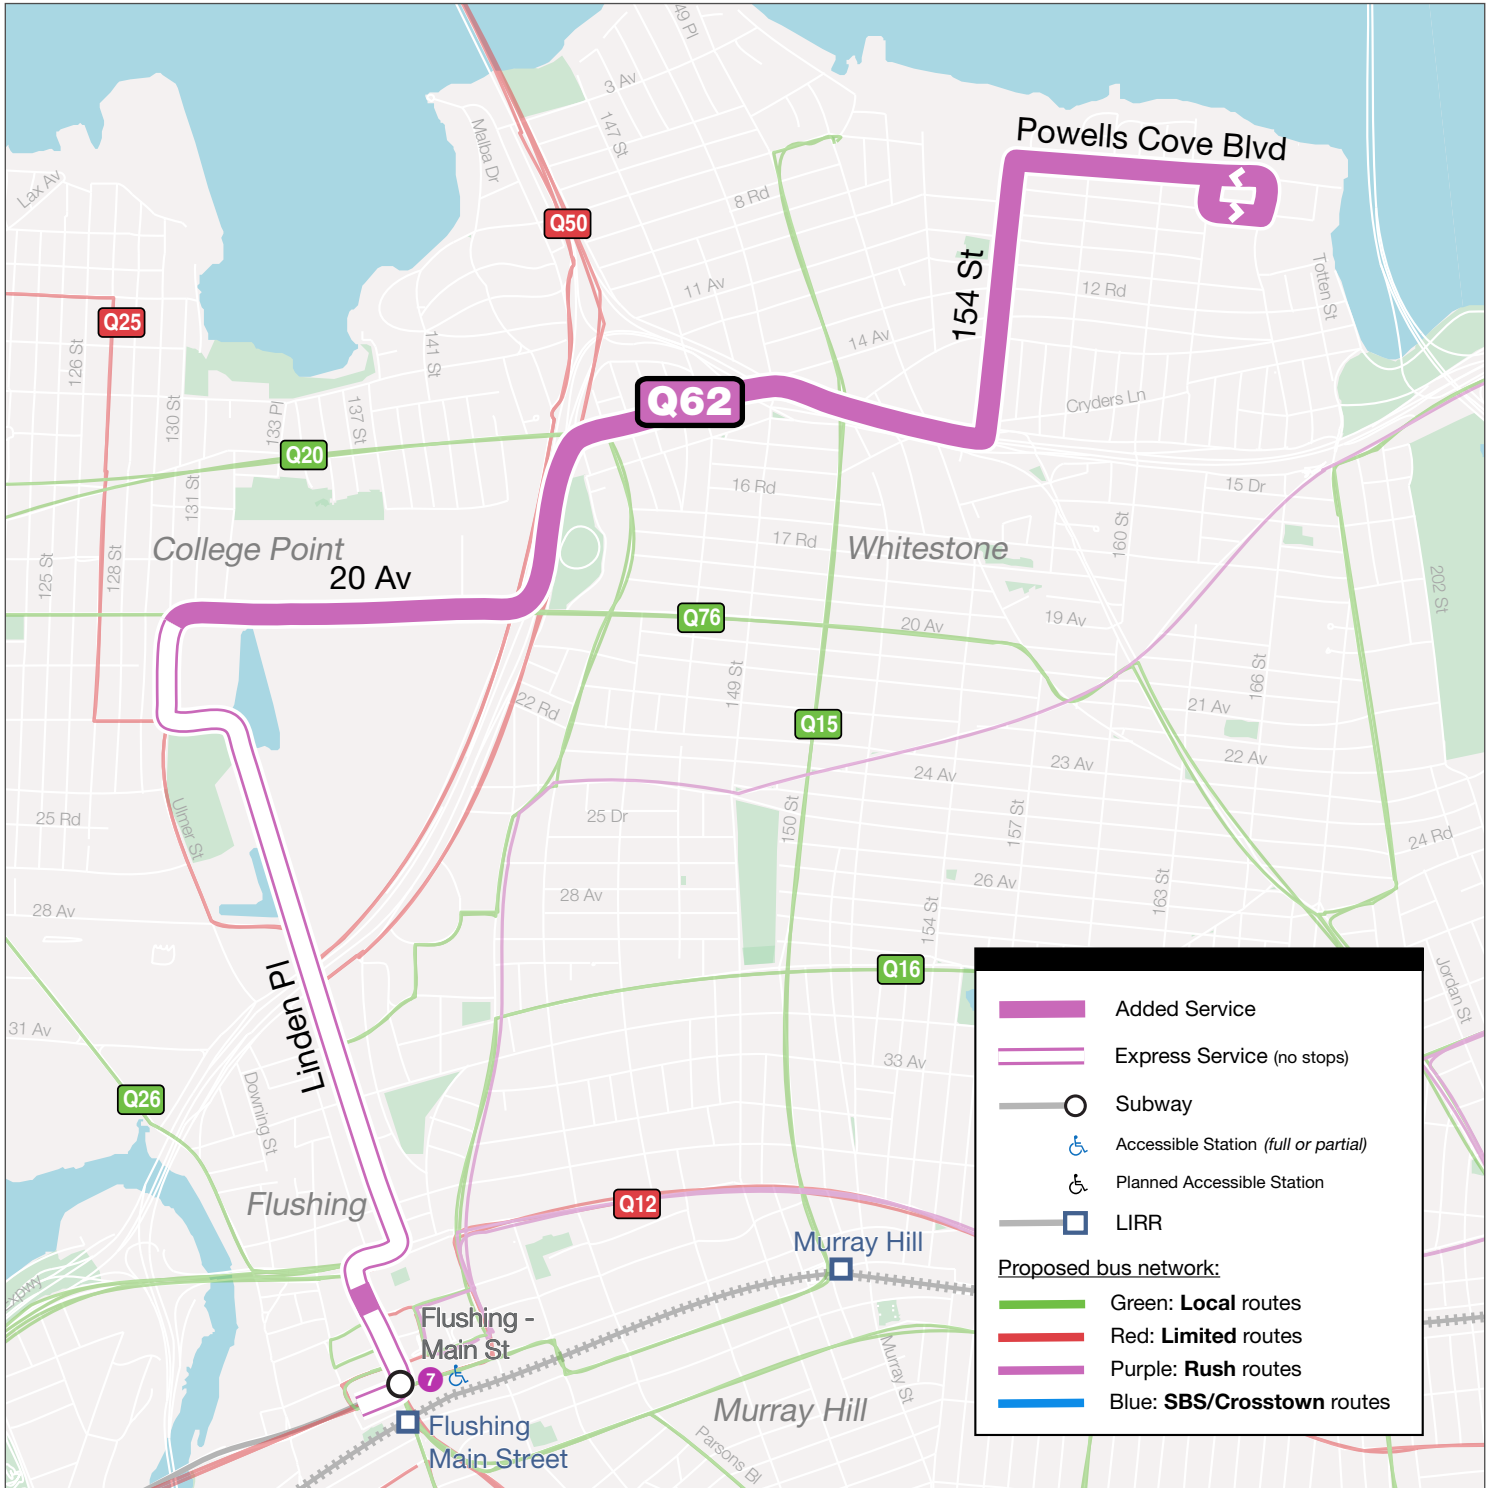 49 Pl
3 Av
147 St
Malba Dr
Powells Cove Blvd
Lax Av
8 Rd
Q50
154 St
Totten St
11 Av
12 Rd
Q25
14 Av
126 St
141 St
Cryders Ln
Q62
130 St
133 Pl
137 St
Q20
131 St
16 Rd
15 Dr
17 Rd
160 St
College Point
Whitestone
125 St
128 St
20 Av
202 St
Q76
20 Av
19 Av
149 St
166 St
22 Rd
Q15
21 Av
23 Av
22 Av
24 Av
25 Rd
Ulmer St
25 Dr
150 St
157 St
24 Rd
28 Av
26 Av
163 St
28 Av
154 St
Q16
Linden Pl
Jordan St
31 Av
33 Av
Q26
Downing St
Added Service
Express Service (no stops)
Subway
Accessible Station (full or partial)
Planned Accessible Station
LIRR
Proposed bus network:
Green: Local routes
Red: Limited routes
Purple: Rush routes
Blue: SBS/Crosstown routes
Flushing
Q12
Murray Hill
Expwy
Flushing -
Main St
7
Murray St
Murray Hill
Flushing
Main Street
Parsons Bl